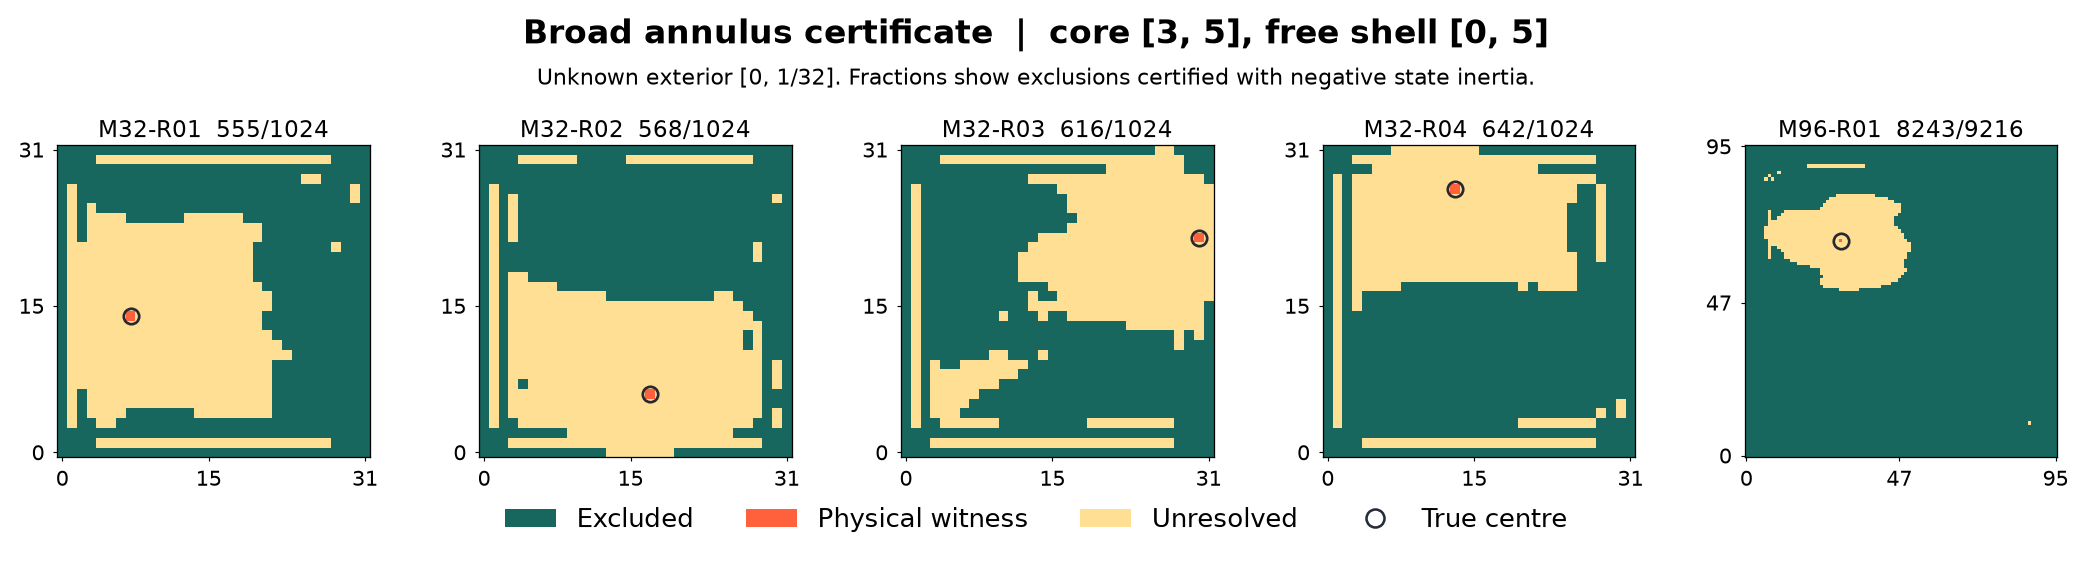 Broad annulus certificate | core [3, 5], free shell [0, 5]
Unknown exterior [0, 1/32]. Fractions show exclusions certified with negative state inertia.
M32-R01 555/1024
M32-R02 568/1024
M32-R03 616/1024
M32-R04 642/1024
M96-R01 8243/9216
31
15
0
0 15 31
31
15
0
0 15 31
31
15
0
0 15 31
31
15
0
0 15 31
95
47
0
0 47 95
Excluded
Physical witness
Unresolved
True centre